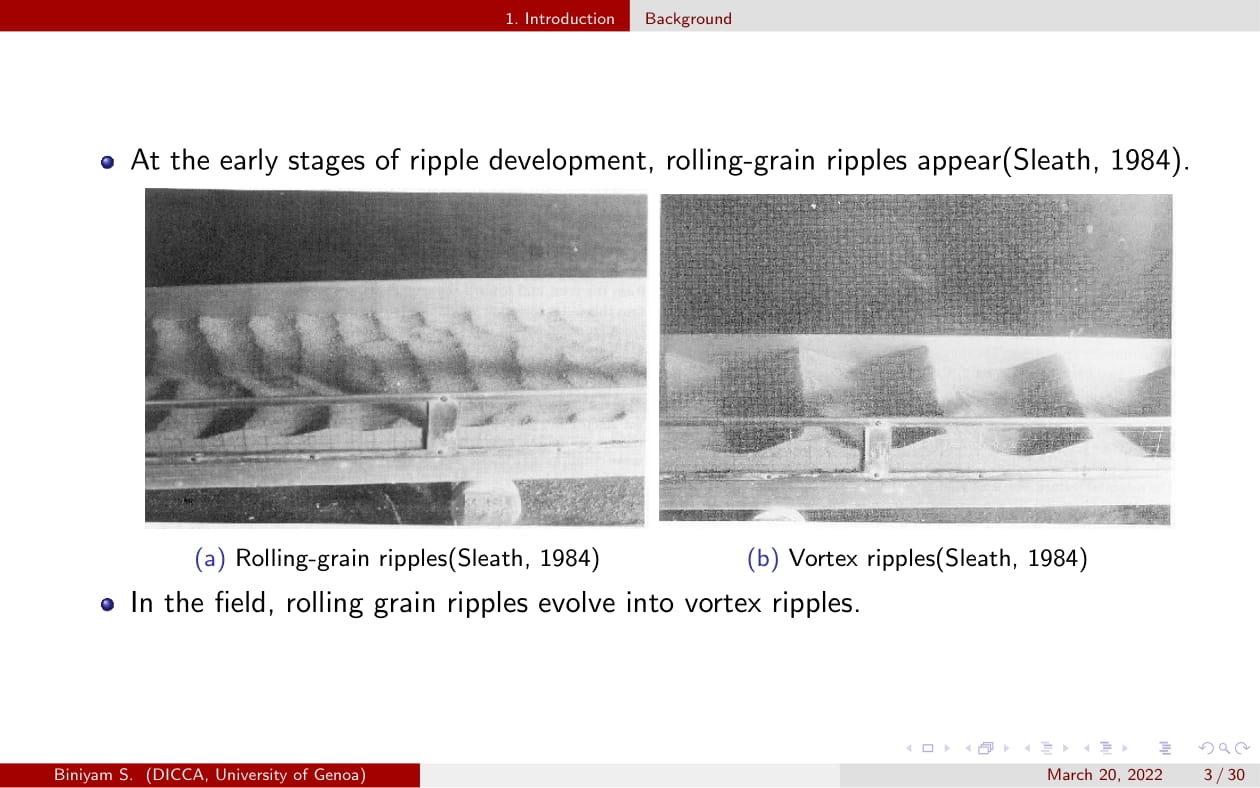 1. Introduction Background
At the early stages of ripple development, rolling-grain ripples appear(Sleath, 1984).
(a) Rolling-grain ripples(Sleath, 1984)
(b) Vortex ripples(Sleath, 1984)
In the field, rolling grain ripples evolve into vortex ripples.
Biniyam S. (DICCA, University of Genoa) March 20, 2022 3 / 30